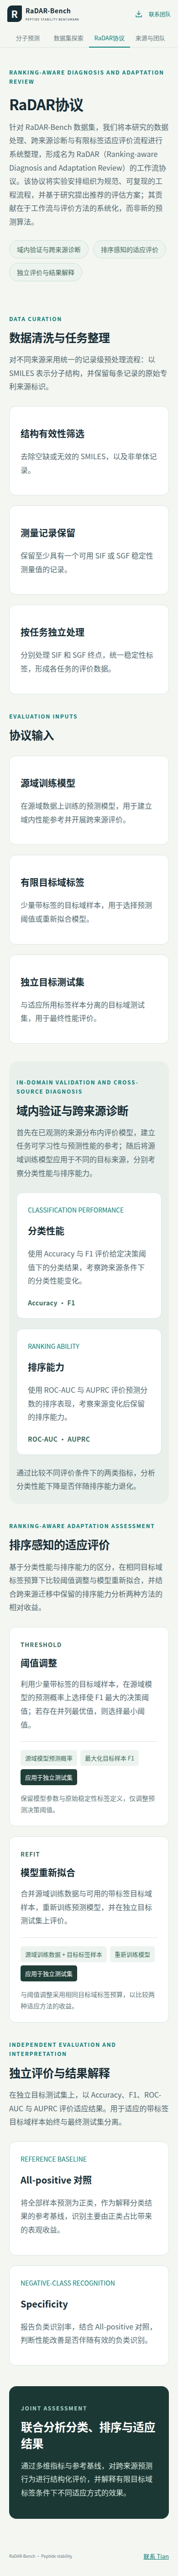 R
RaDAR-Bench
PEPTIDE STABILITY BENCHMARK
联系团队
分子预测
数据集探索
RaDAR协议
来源与团队
RANKING-AWARE DIAGNOSIS AND ADAPTATION
REVIEW
RaDAR协议
针对 RaDAR-Bench 数据集，我们将本研究的数据
处理、跨来源诊断与有限标签适应评价流程进行
系统整理，形成名为 RaDAR（Ranking-aware
Diagnosis and Adaptation Review）的工作流协
议。该协议将实验安排组织为规范、可复现的工
程流程，并基于研究提出推荐的评估方案；其贡
献在于工作流与评价方法的系统化，而非新的预
测算法。
域内验证与跨来源诊断
排序感知的适应评价
独立评价与结果解释
DATA CURATION
数据清洗与任务整理
对不同来源采用统一的记录级预处理流程：以
SMILES 表示分子结构，并保留每条记录的原始专
利来源标识。
结构有效性筛选
去除空缺或无效的 SMILES，以及非单体记
录。
测量记录保留
保留至少具有一个可用 SIF 或 SGF 稳定性
测量值的记录。
按任务独立处理
分别处理 SIF 和 SGF 终点，统一稳定性标
签，形成各任务的评价数据。
EVALUATION INPUTS
协议输入
源域训练模型
在源域数据上训练的预测模型，用于建立
域内性能参考并开展跨来源评价。
有限目标域标签
少量带标签的目标域样本，用于选择预测
阈值或重新拟合模型。
独立目标测试集
与适应所用标签样本分离的目标域测试
集，用于最终性能评价。
IN-DOMAIN VALIDATION AND CROSS-
SOURCE DIAGNOSIS
域内验证与跨来源诊断
首先在已观测的来源分布内评价模型，建立
任务可学习性与预测性能的参考；随后将源
域训练模型应用于不同的目标来源，分别考
察分类性能与排序能力。
CLASSIFICATION PERFORMANCE
分类性能
使用 Accuracy 与 F1 评价给定决策阈
值下的分类结果，考察跨来源条件下
的分类性能变化。
Accuracy · F1
RANKING ABILITY
排序能力
使用 ROC-AUC 与 AUPRC 评价预测分
数的排序表现，考察来源变化后保留
的排序能力。
ROC-AUC · AUPRC
通过比较不同评价条件下的两类指标，分析
分类性能下降是否伴随排序能力退化。
RANKING-AWARE ADAPTATION ASSESSMENT
排序感知的适应评价
基于分类性能与排序能力的区分，在相同目标域
标签预算下比较阈值调整与模型重新拟合，并结
合跨来源迁移中保留的排序能力分析两种方法的
相对收益。
THRESHOLD
阈值调整
利用少量带标签的目标域样本，在源域模
型的预测概率上选择使 F1 最大的决策阈
值；若存在并列最优值，则选择最小阈
值。
源域模型预测概率
最大化目标样本 F1
应用于独立测试集
保留模型参数与原始稳定性标签定义，仅调整预
测决策阈值。
REFIT
模型重新拟合
合并源域训练数据与可用的带标签目标域
样本，重新训练预测模型，并在独立目标
测试集上评价。
源域训练数据 + 目标标签样本
重新训练模型
应用于独立测试集
与阈值调整采用相同目标域标签预算，以比较两
种适应方法的收益。
INDEPENDENT EVALUATION AND
INTERPRETATION
独立评价与结果解释
在独立目标测试集上，以 Accuracy、F1、ROC-
AUC 与 AUPRC 评价适应结果。用于适应的带标签
目标域样本始终与最终测试集分离。
REFERENCE BASELINE
All-positive 对照
将全部样本预测为正类，作为解释分类结
果的参考基线，识别主要由正类占比带来
的表观收益。
NEGATIVE-CLASS RECOGNITION
Specificity
报告负类识别率，结合 All-positive 对照，
判断性能改善是否伴随有效的负类识别。
JOINT ASSESSMENT
联合分析分类、排序与适应
结果
通过多维指标与参考基线，对跨来源预测
行为进行结构化评价，并解释有限目标域
标签条件下不同适应方式的效果。
RaDAR-Bench · Peptide stability
联系 Tian